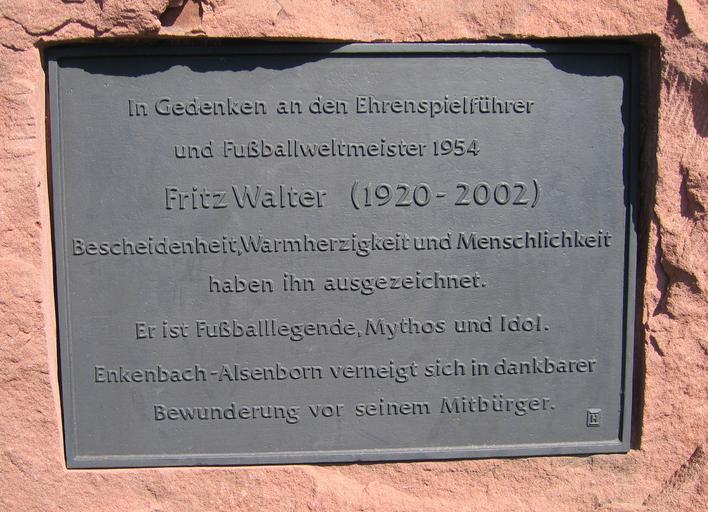 In Gedenken an den Ehrenspielführer
und Fußballweltmeister 1954
Fritz Walter (1920 - 2002)
Bescheidenheit, Warmherzigkeit und Menschlichkeit
haben ihn ausgezeichnet.
Er ist Fußballlegende, Mythos und Idol.
Enkenbach-Alsenborn verneigt sich in dankbarer
Bewunderung vor seinem Mitbürger.